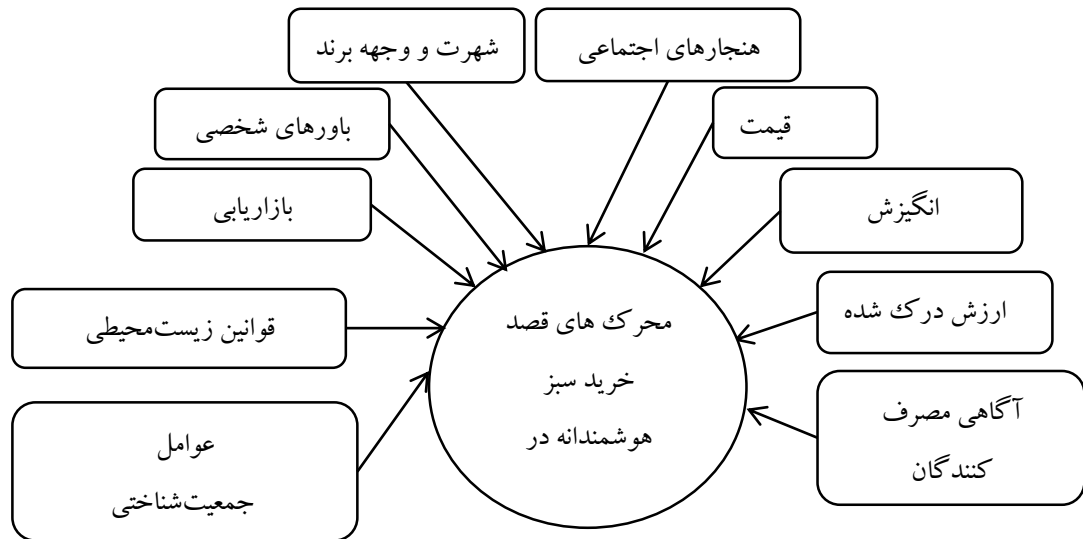 هنجارهای اجتماعی
شهرت و وجهه برند
قیمت
باورهای شخصی
انگیزش
بازاریابی
ارزش درک شده
قوانین زیست‌محیطی
محرک های قصد
خرید سبز
هوشمندانه در
آگاهی مصرف
کنندگان
عوامل
جمعیت‌شناختی